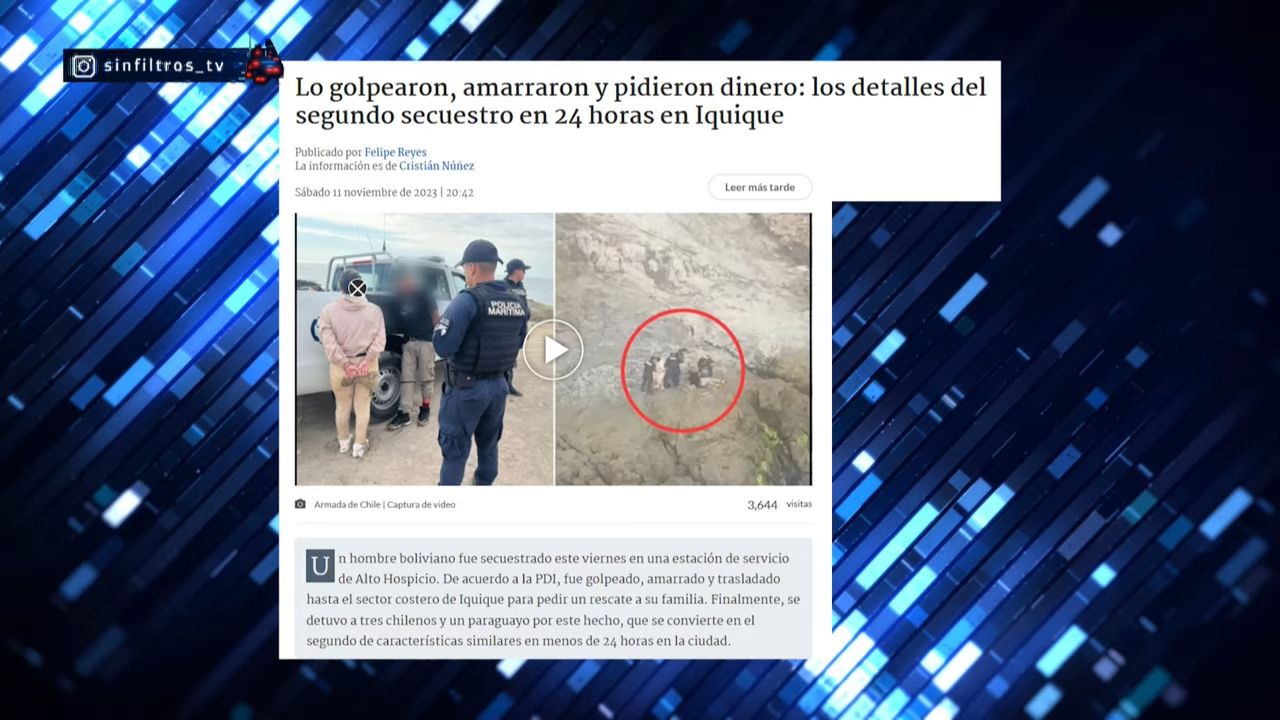 sinfiltros_tv
Lo golpearon, amarraron y pidieron dinero: los detalles del
segundo secuestro en 24 horas en Iquique
Publicado por Felipe Reyes
La información es de Cristián Núñez
Sábado 11 noviembre de 2023 | 20:42
Leer más tarde
POLICIA
MARITIMA
Armada de Chile | Captura de video
3,644 visitas
Un hombre boliviano fue secuestrado este viernes en una estación de servicio
de Alto Hospicio. De acuerdo a la PDI, fue golpeado, amarrado y trasladado
hasta el sector costero de Iquique para pedir un rescate a su familia. Finalmente, se
detuvo a tres chilenos y un paraguayo por este hecho, que se convierte en el
segundo de características similares en menos de 24 horas en la ciudad.